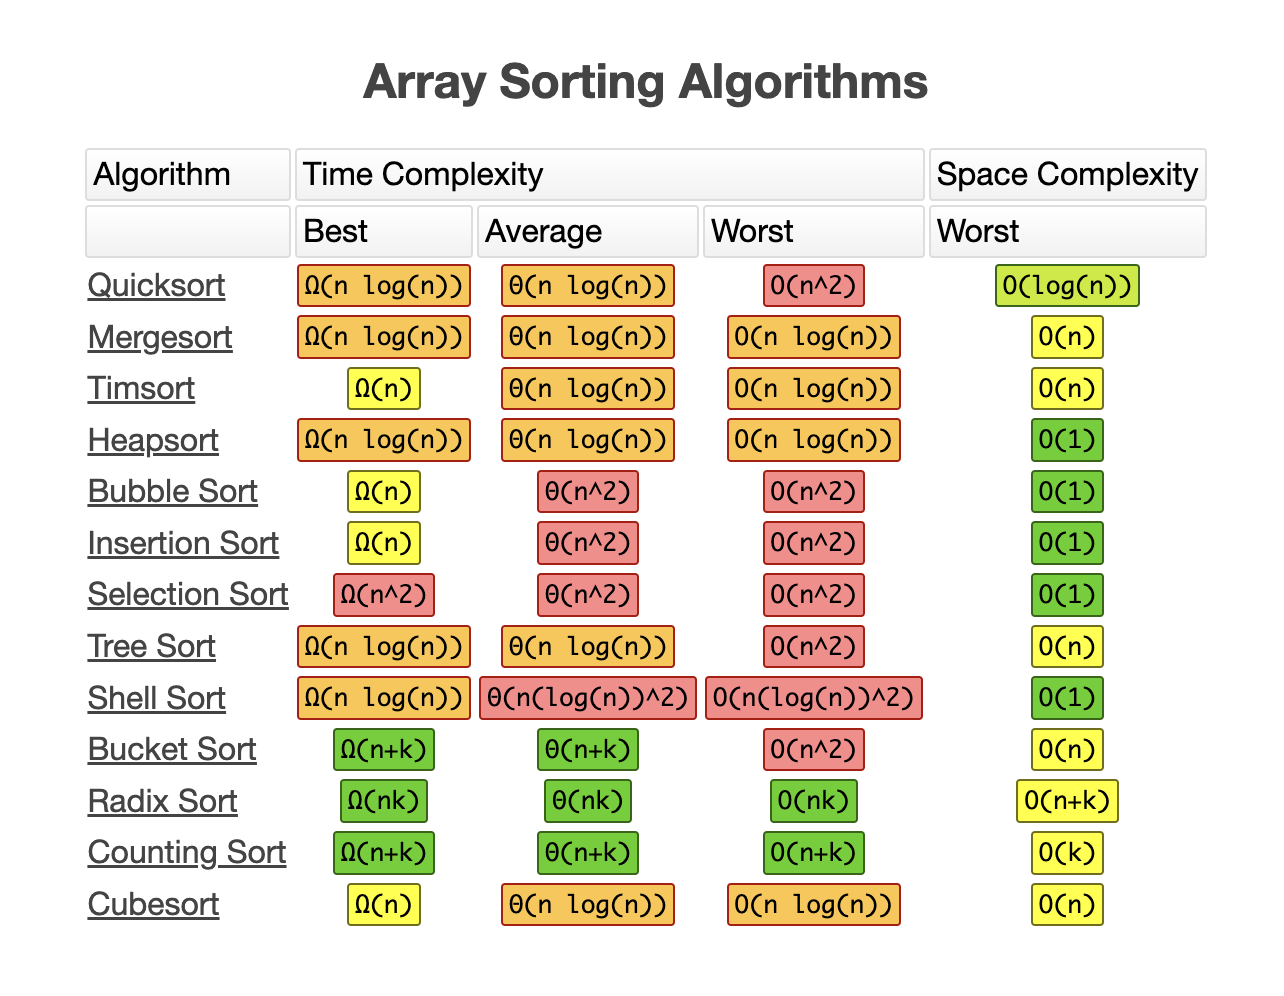 Array Sorting Algorithms
Algorithm Time Complexity Space Complexity
Best Average Worst Worst
Quicksort Ω(n log(n)) Θ(n log(n)) O(n^2) O(log(n))
Mergesort Ω(n log(n)) Θ(n log(n)) O(n log(n)) O(n)
Timsort Ω(n) Θ(n log(n)) O(n log(n)) O(n)
Heapsort Ω(n log(n)) Θ(n log(n)) O(n log(n)) O(1)
Bubble Sort Ω(n) Θ(n^2) O(n^2) O(1)
Insertion Sort Ω(n) Θ(n^2) O(n^2) O(1)
Selection Sort Ω(n^2) Θ(n^2) O(n^2) O(1)
Tree Sort Ω(n log(n)) Θ(n log(n)) O(n^2) O(n)
Shell Sort Ω(n log(n)) Θ(n(log(n))^2) O(n(log(n))^2) O(1)
Bucket Sort Ω(n+k) Θ(n+k) O(n^2) O(n)
Radix Sort Ω(nk) Θ(nk) O(nk) O(n+k)
Counting Sort Ω(n+k) Θ(n+k) O(n+k) O(k)
Cubesort Ω(n) Θ(n log(n)) O(n log(n)) O(n)